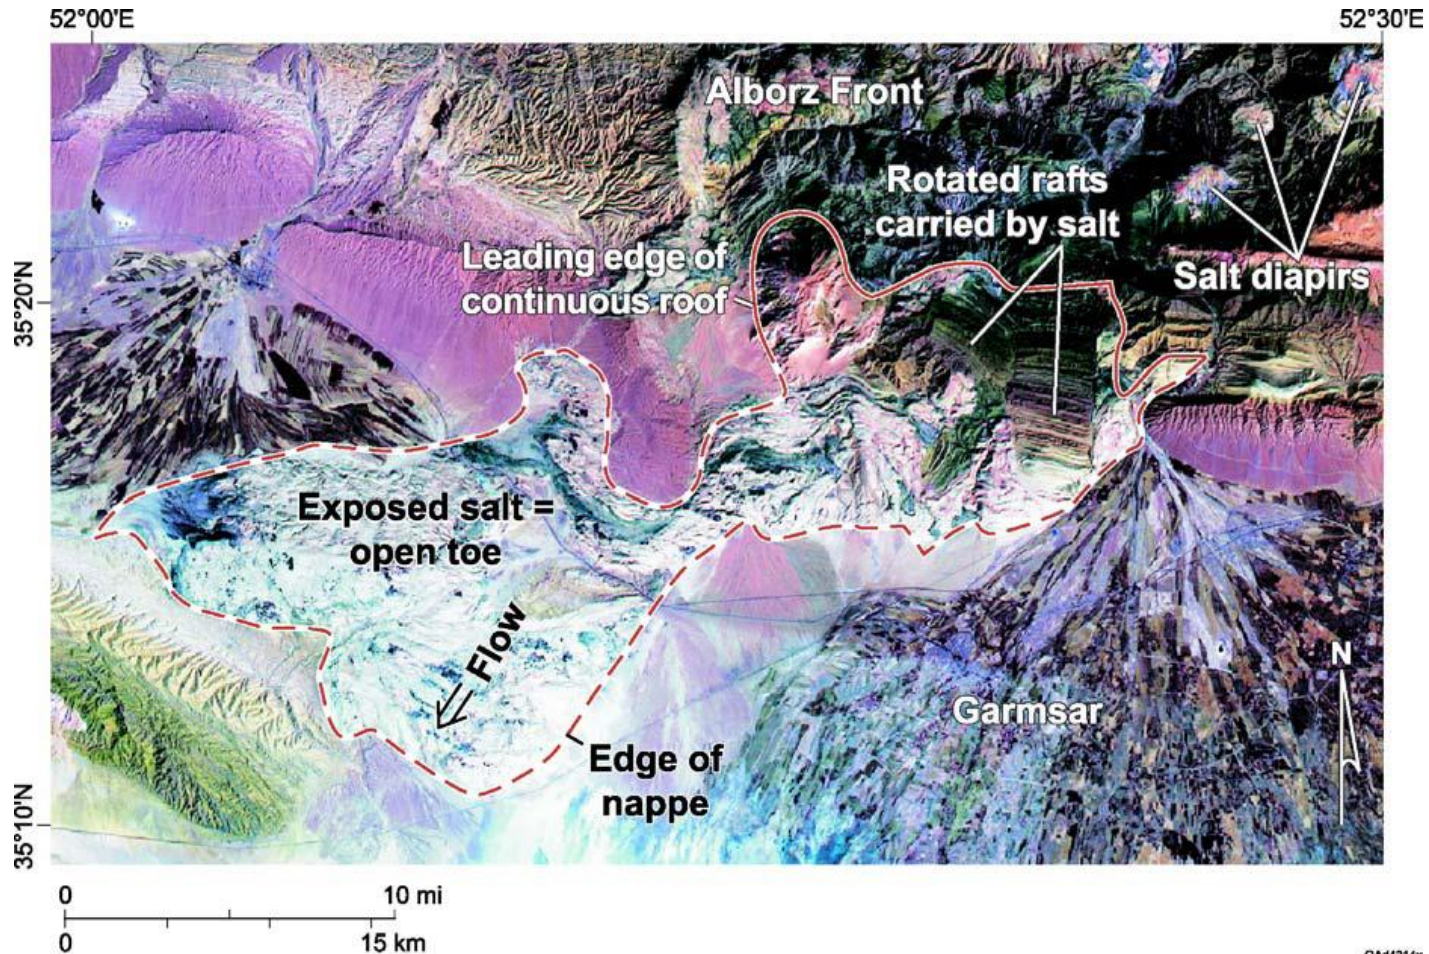 52°00'E
52°30'E
Alborz Front
Rotated rafts
carried by salt
Leading edge of
continuous roof
Salt diapirs
35°20'N
Exposed salt =
open toe
Flow
N
Garmsar
Edge of
nappe
35°10'N
0
10 mi
0
15 km